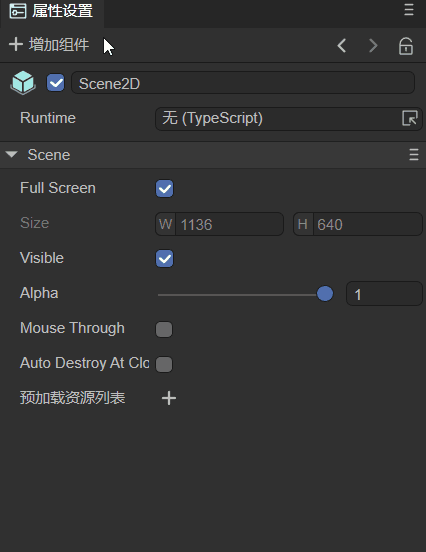 属性设置
增加组件
Scene2D
Runtime 无 (TypeScript)
Scene
Full Screen
Size W 1136 H 640
Visible
Alpha 1
Mouse Through
Auto Destroy At Clo
预加载资源列表